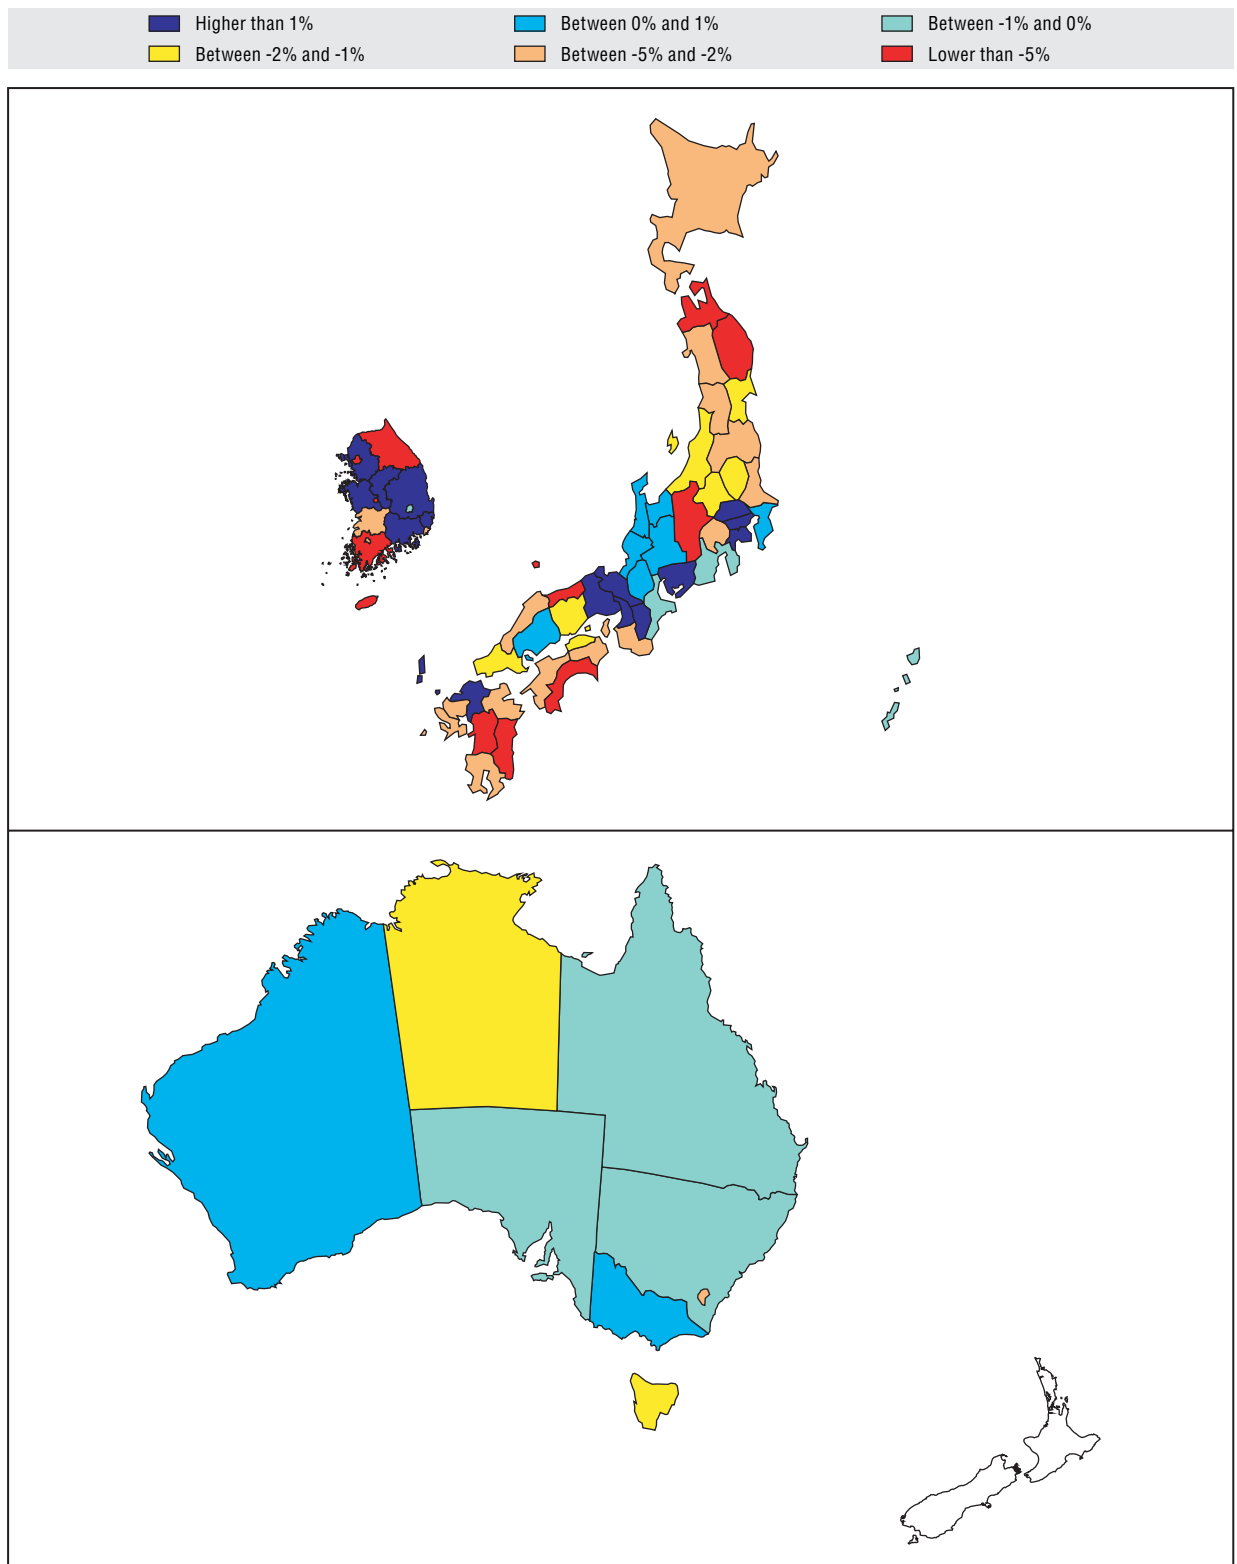 Higher than 1% Between 0% and 1% Between -1% and 0%
Between -2% and -1% Between -5% and -2% Lower than -5%